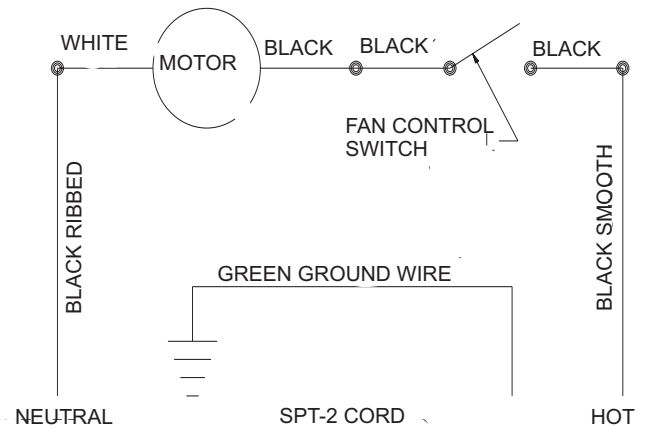 WHITE
MOTOR
BLACK
BLACK
BLACK
FAN CONTROL
SWITCH
BLACK RIBBED
BLACK SMOOTH
GREEN GROUND WIRE
NEUTRAL
SPT-2 CORD
HOT